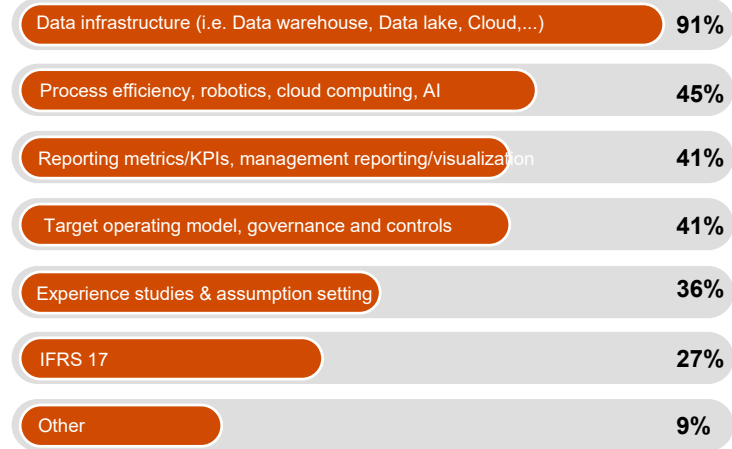 Data infrastructure (i.e. Data warehouse, Data lake, Cloud,...) 91%
Process efficiency, robotics, cloud computing, AI 45%
Reporting metrics/KPIs, management reporting/visualization 41%
Target operating model, governance and controls 41%
Experience studies & assumption setting 36%
IFRS 17 27%
Other 9%